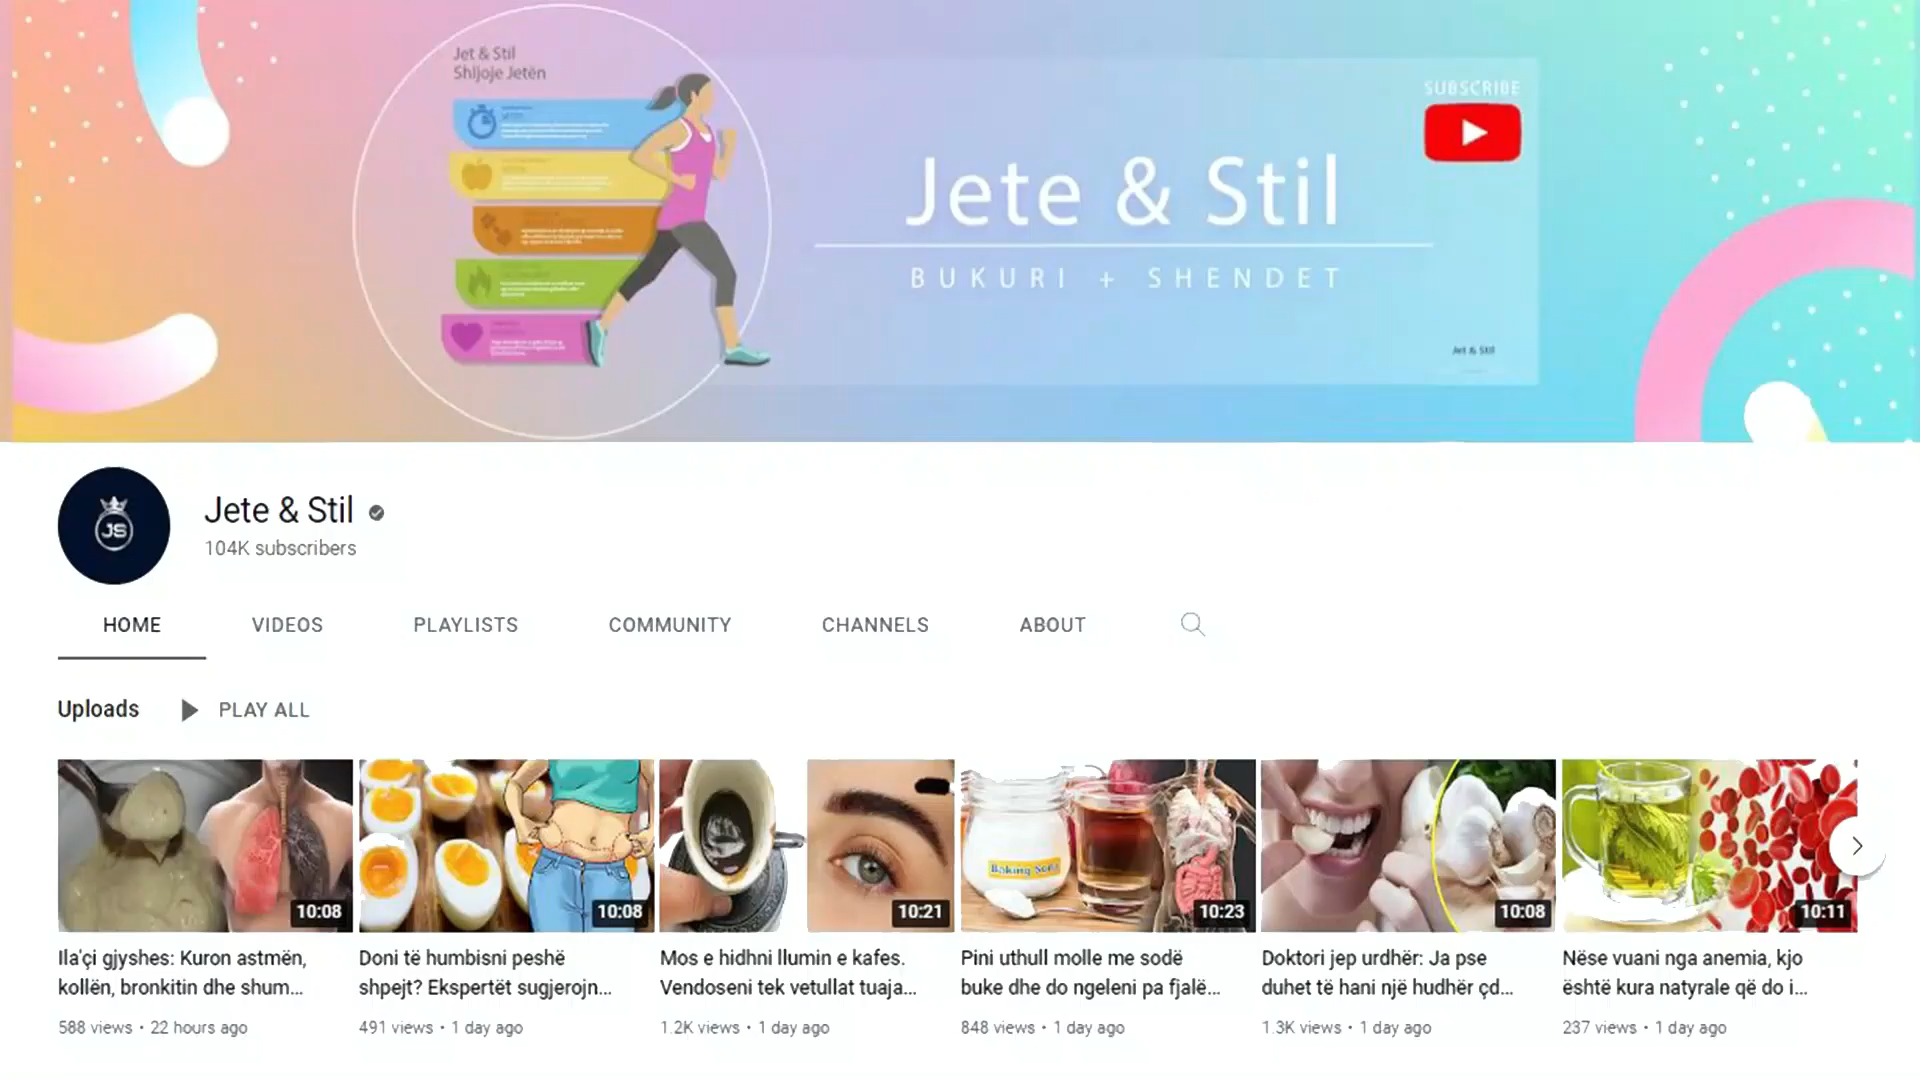 Jet & Stil
Shijoje Jetën
SUBSCRIBE
Jete & Stil
BUKURI + SHENDET
Jet & Stil
JS
Jete & Stil
104K subscribers
HOME VIDEOS PLAYLISTS COMMUNITY CHANNELS ABOUT
Uploads PLAY ALL
Baking Soda
10:08 10:08 10:21 10:23 10:08 10:11
Ila'çi gjyshes: Kuron astmën,
kollën, bronkitin dhe shum...
588 views • 22 hours ago
Doni të humbisni peshë
shpejt? Ekspertët sugjerojn...
491 views • 1 day ago
Mos e hidhni llumin e kafes.
Vendoseni tek vetullat tuaja...
1.2K views • 1 day ago
Pini uthull molle me sodë
buke dhe do ngeleni pa fjalë...
848 views • 1 day ago
Doktori jep urdhër: Ja pse
duhet të hani një hudhër çd...
1.3K views • 1 day ago
Nëse vuani nga anemia, kjo
është kura natyrale që do i...
237 views • 1 day ago